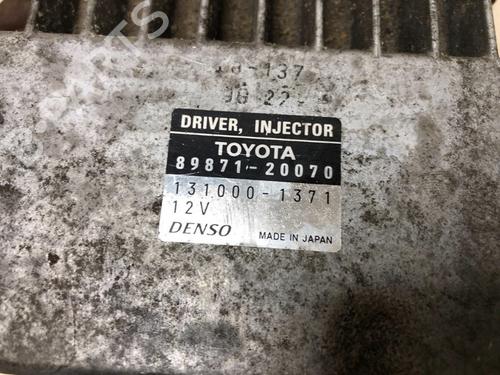 DRIVER, INJECTOR
TOYOTA
89871-20070
131000-1371
12V
DENSO MADE IN JAPAN